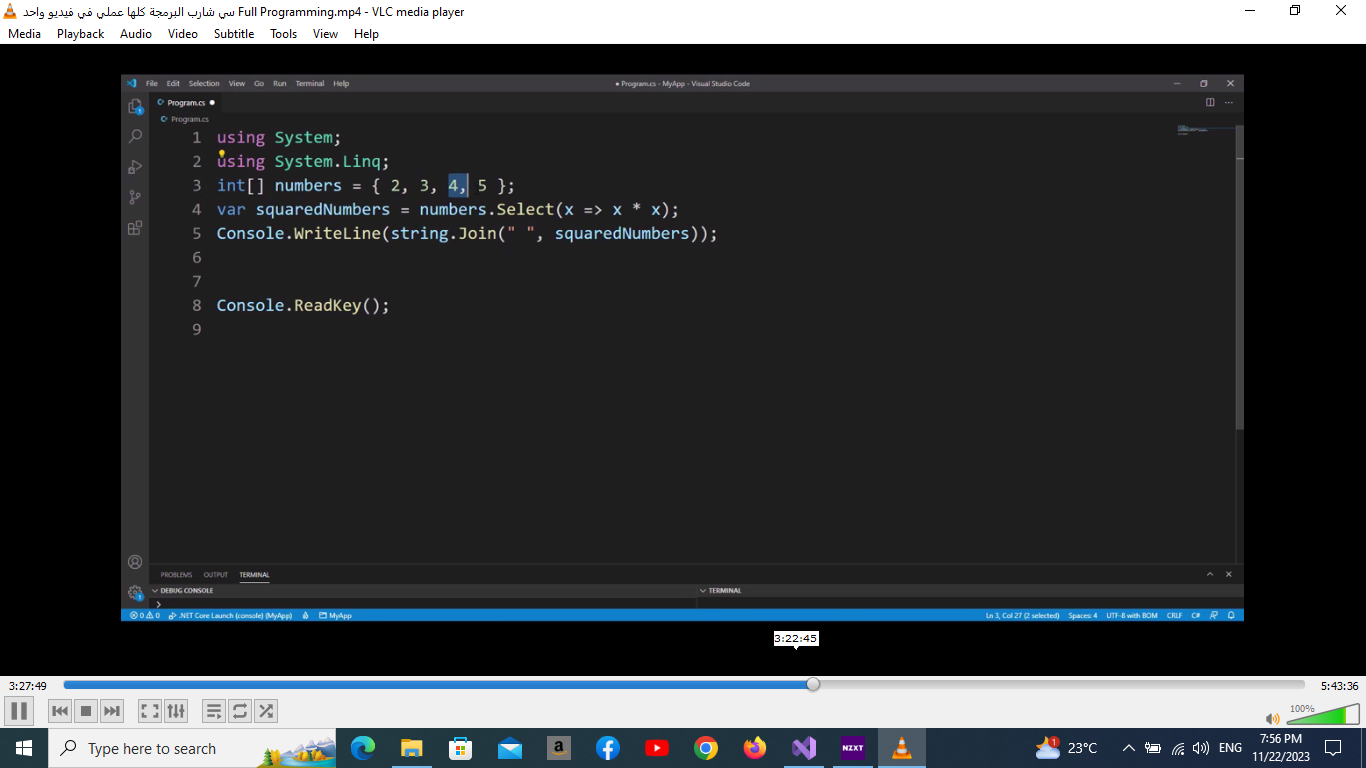 سي شارب البرمجة كلها عملي في فيديو واحد Full Programming.mp4 - VLC media player
Media Playback Audio Video Subtitle Tools View Help
File Edit Selection View Go Run Terminal Help
● Program.cs - MyApp - Visual Studio Code
Program.cs ●
Program.cs
1 using System;
2 using System.Linq;
3 int[] numbers = { 2, 3, 4, 5 };
4 var squaredNumbers = numbers.Select(x => x * x);
5 Console.WriteLine(string.Join(" ", squaredNumbers));
6
7
8 Console.ReadKey();
9
PROBLEMS OUTPUT TERMINAL
DEBUG CONSOLE TERMINAL
0 0 .NET Core Launch (console) (MyApp) MyApp Ln 3, Col 27 (2 selected) Spaces: 4 UTF-8 with BOM CRLF C#
3:22:45
3:27:49 5:43:36
100%
Type here to search
NZXT
1 23°C ENG
7:56 PM
11/22/2023